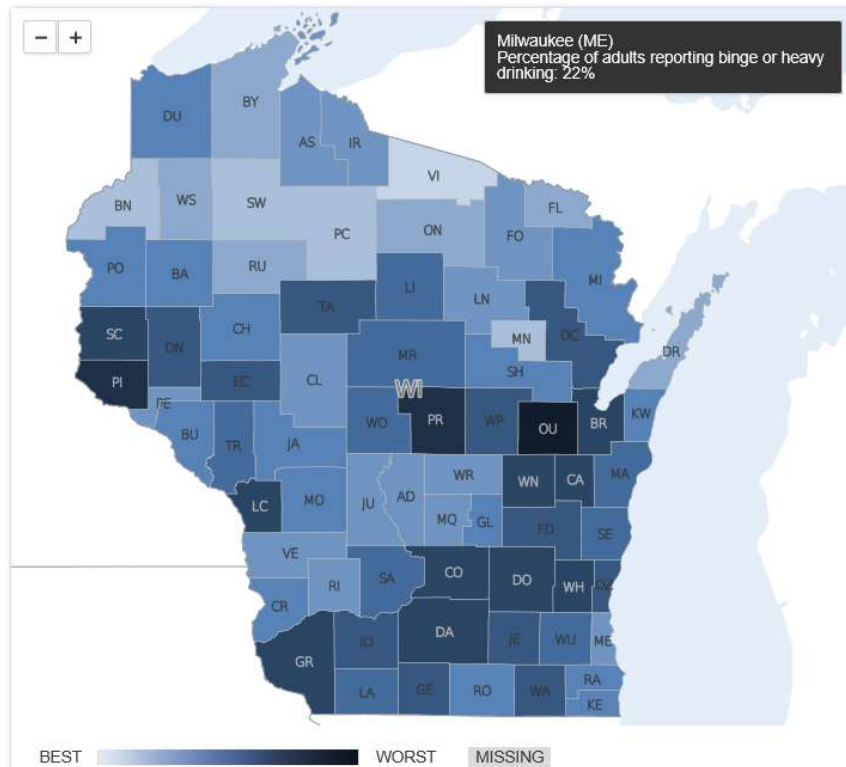 − +
Milwaukee (ME)
Percentage of adults reporting binge or heavy
drinking: 22%
BY
DU
AS
IR
VI
BN
WS
SW
FL
PC
ON
FO
PO
BA
RU
MI
TA
LI
LN
SC
DN
CH
MN
OC
DR
MR
PI
EC
CL
SH
WI
PE
BU
TR
JA
WO
PR
WP
OU
BR
KW
LC
MO
JU
AD
WR
WN
CA
MA
MQ
GL
FD
SE
VE
RI
SA
CO
DO
WH
OZ
CR
GR
IO
DA
JE
WU
ME
LA
GE
RO
WA
RA
KE
BEST WORST MISSING